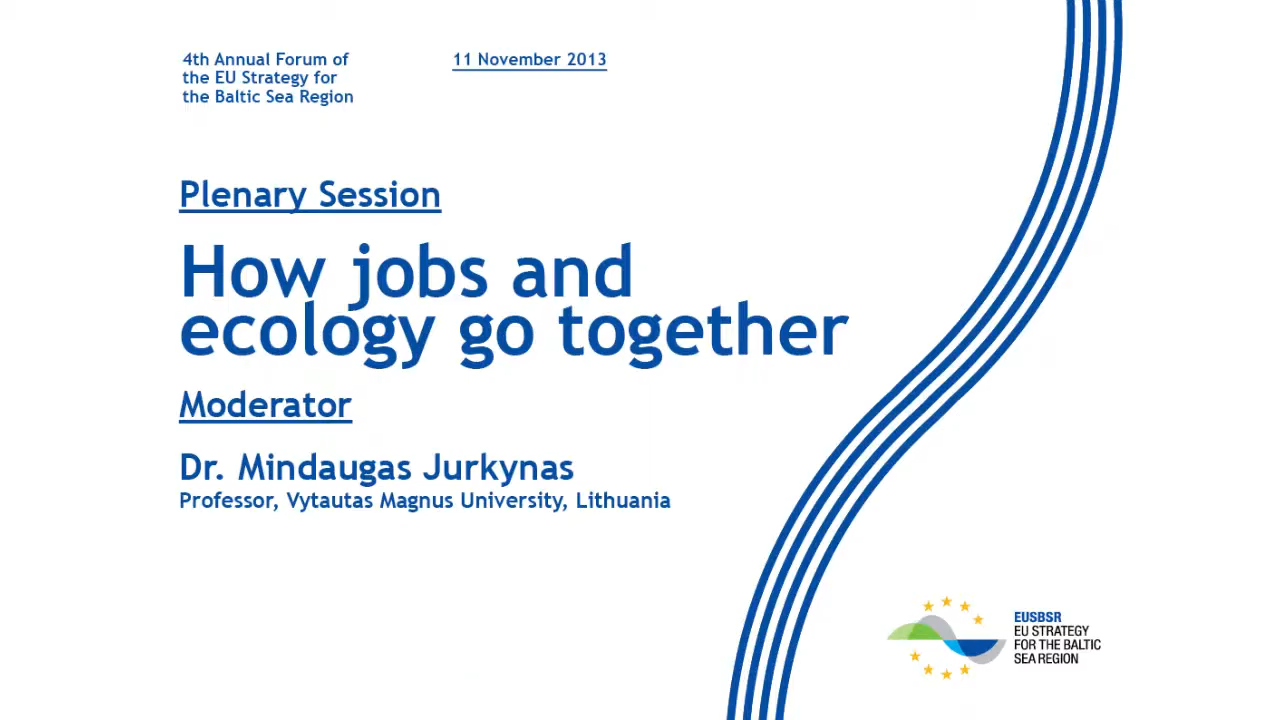 4th Annual Forum of
the EU Strategy for
the Baltic Sea Region
11 November 2013
Plenary Session
How jobs and
ecology go together
Moderator
Dr. Mindaugas Jurkynas
Professor, Vytautas Magnus University, Lithuania
EUSBSR
EU STRATEGY
FOR THE BALTIC
SEA REGION